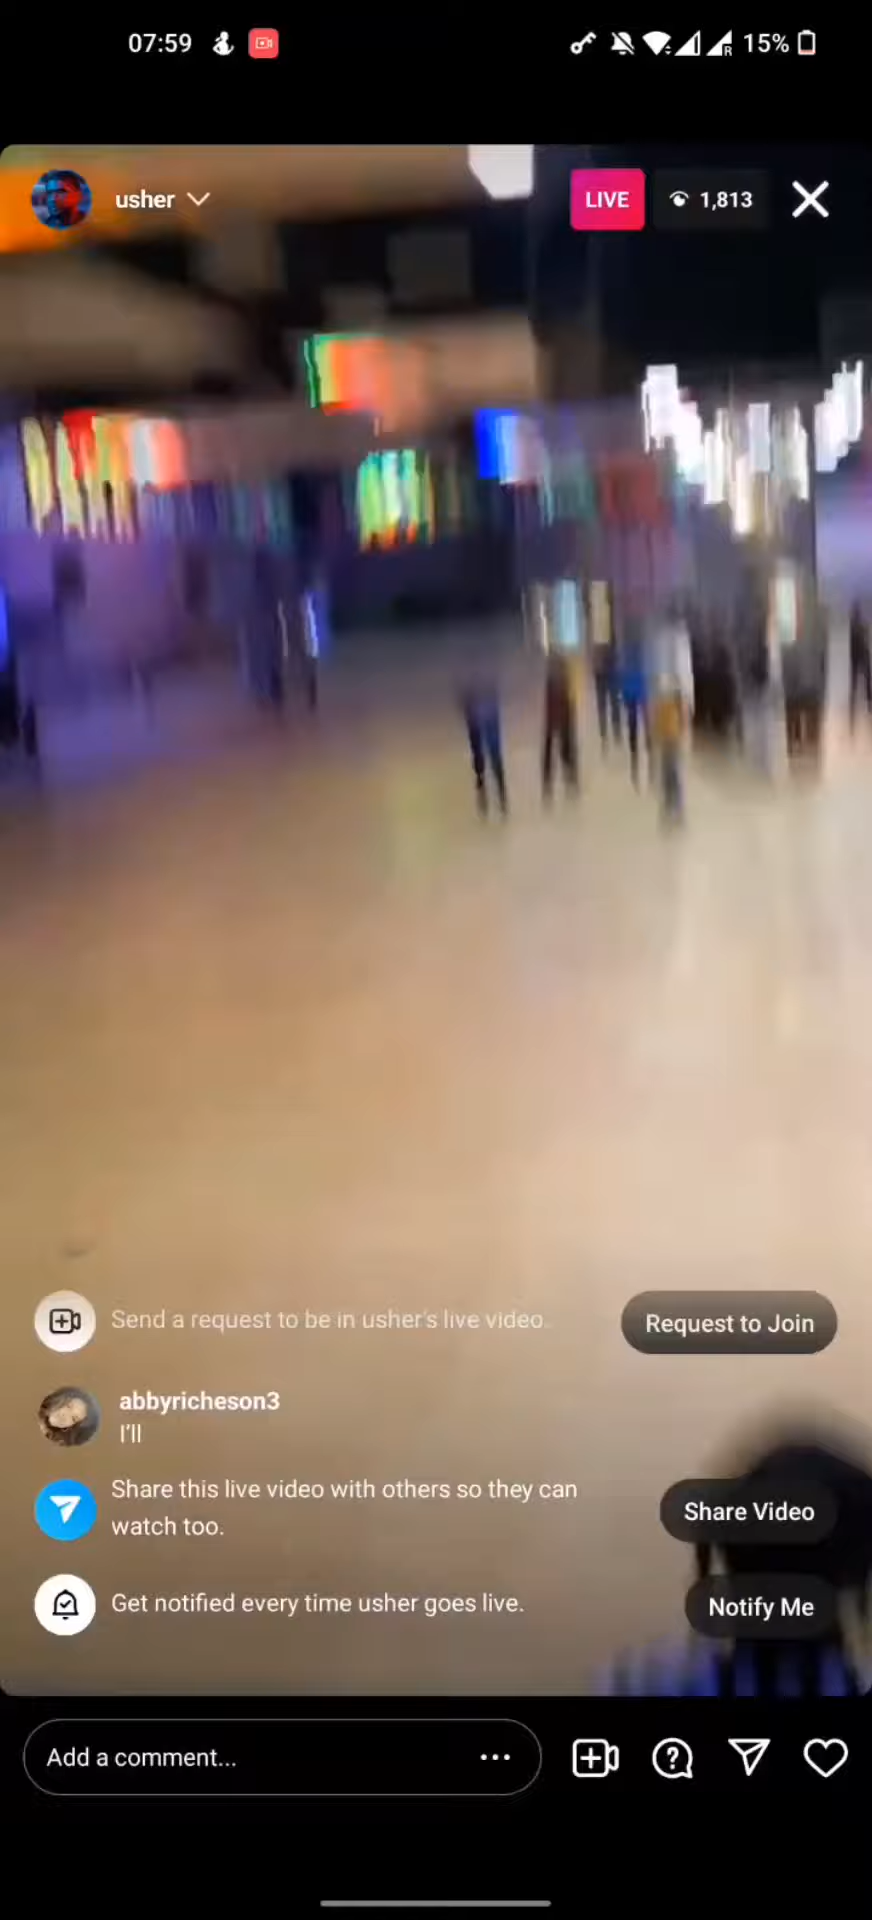 07:59
R
15%
usher
LIVE
1,813
Send a request to be in usher's live video.
Request to Join
abbyricheson3
I'll
Share this live video with others so they can
watch too.
Share Video
Get notified every time usher goes live.
Notify Me
Add a comment...